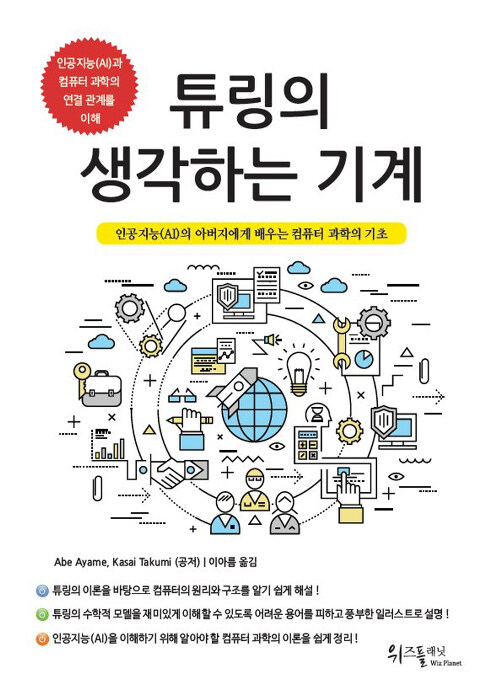 인공지능(AI)과
컴퓨터 과학의
연결 관계를
이해
튜링의
생각하는 기계
인공지능(AI)의 아버지에게 배우는 컴퓨터 과학의 기초
Abe Ayame, Kasai Takumi (공저) | 이아름 옮김
튜링의 이론을 바탕으로 컴퓨터의 원리와 구조를 알기 쉽게 해설 !
튜링의 수학적 모델을 재미있게 이해할 수 있도록 어려운 용어를 피하고 풍부한 일러스트로 설명 !
인공지능(AI)을 이해하기 위해 알아야 할 컴퓨터 과학의 이론을 쉽게 정리 !
위즈플래닛
Wiz Planet